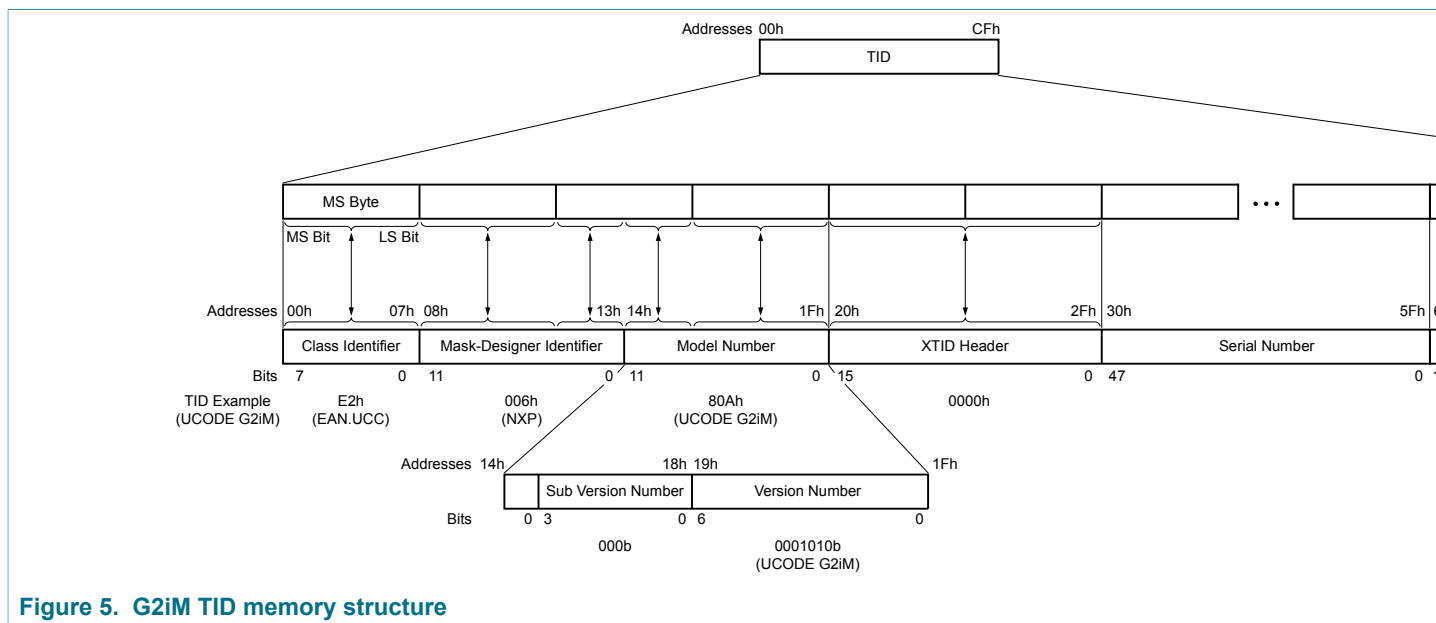 Addresses 00h CFh
TID
MS Byte
...
MS Bit LS Bit
Addresses 00h 07h 08h 13h 14h 1Fh 20h 2Fh 30h 5Fh
Class Identifier Mask-Designer Identifier Model Number XTID Header Serial Number
Bits 7 0 11 0 11 0 15 0 47 0 1
TID Example E2h 006h 80Ah 0000h
(UCODE G2iM) (EAN.UCC) (NXP) (UCODE G2iM)
Addresses 14h 18h 19h 1Fh
Sub Version Number Version Number
Bits 0 3 0 6 0
000b 0001010b
(UCODE G2iM)
Figure 5. G2iM TID memory structure